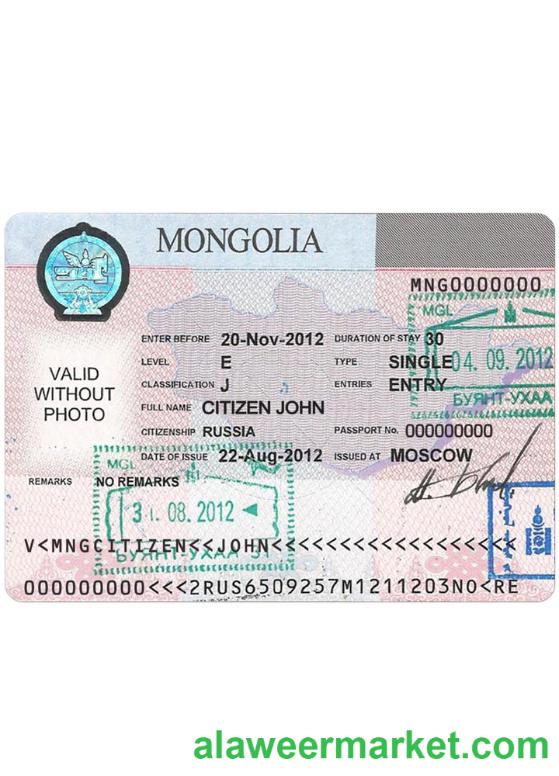 MONGOLIA
MNG0000000
MGL
ENTER BEFORE 20-Nov-2012 DURATION OF STAY 30
LEVEL E TYPE SINGLE 04.09.2012
CLASSIFICATION J ENTRIES ENTRY
БУЯНТ-УХАА
VALID
WITHOUT
PHOTO
FULL NAME CITIZEN JOHN
CITIZENSHIP RUSSIA PASSPORT No. 000000000
DATE OF ISSUE 22-Aug-2012 ISSUED AT MOSCOW
MGL
REMARKS NO REMARKS
31.08.2012
V<MNGCITIZEN<<JOHN<<<<<<<<<<<<<<<<<<
БУЯНТ-УХАА 31
000000000<<<2RUS6509257M1211203NO<RE
alaweermarket.com